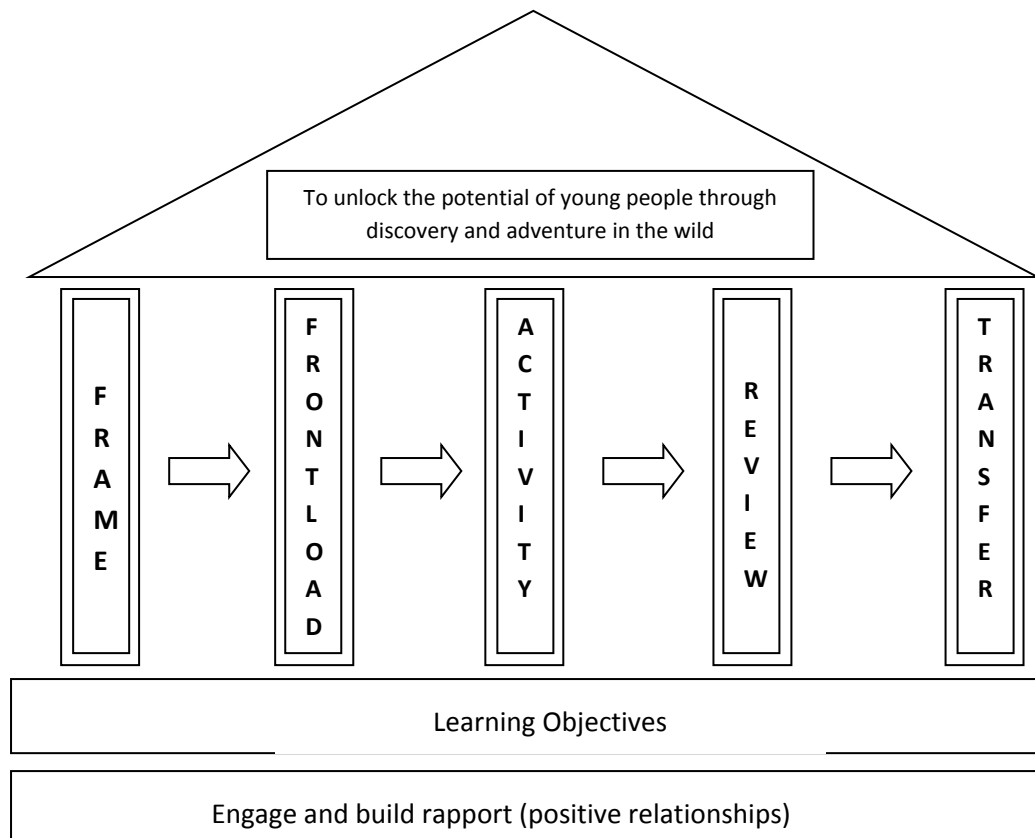 To unlock the potential of young people through
discovery and adventure in the wild
FRAME
FRONTLOAD
ACTIVITY
REVIEW
TRANSFER
Learning Objectives
Engage and build rapport (positive relationships)